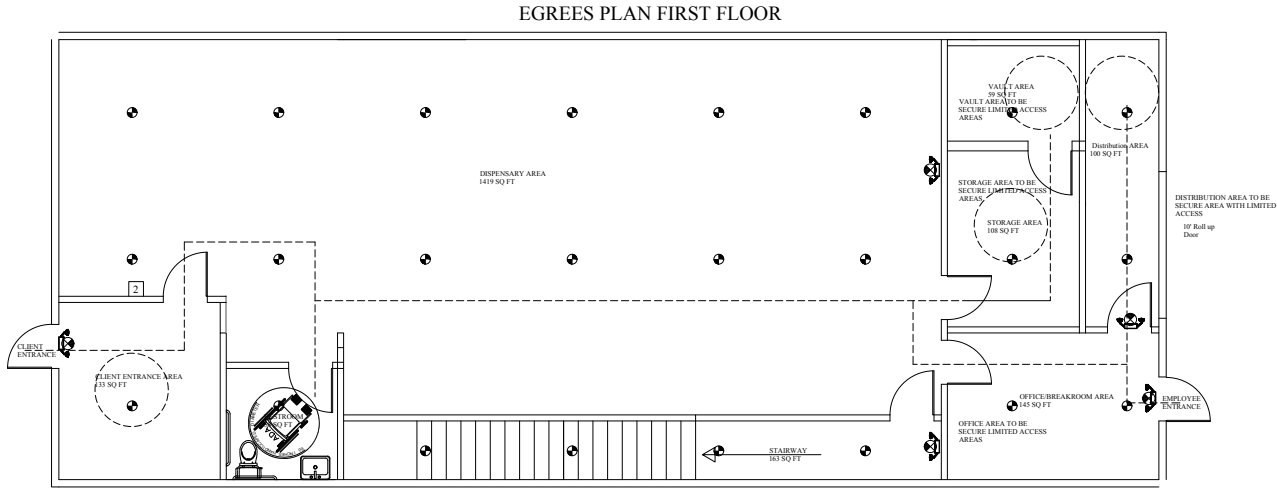 EGREES PLAN FIRST FLOOR
VAULT AREA
59 SQ FT
VAULT AREA TO BE
SECURE LIMITED ACCESS
AREAS
Distribution AREA
100 SQ FT
DISPENSARY AREA
1419 SQ FT
STORAGE AREA TO BE
SECURE LIMITED ACCESS
AREAS
STORAGE AREA
108 SQ FT
DISTRIBUTION AREA TO BE
SECURE AREA WITH LIMITED
ACCESS
10' Roll up
Door
2
CLIENT
ENTRANCE
CLIENT ENTRANCE AREA
133 SQ FT
SQ FT
ADA
OFFICE/BREAKROOM AREA
145 SQ FT
EMPLOYEE
ENTRANCE
OFFICE AREA TO BE
SECURE LIMITED ACCESS
AREAS
STAIRWAY
163 SQ FT